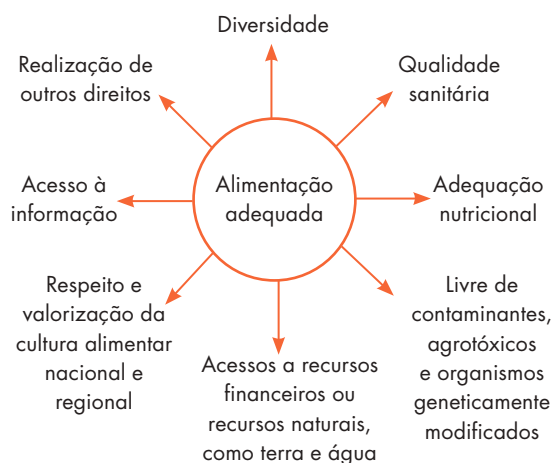 Diversidade
Realização de
outros direitos
Qualidade
sanitária
Acesso à
informação
Alimentação
adequada
Adequação
nutricional
Respeito e
valorização da
cultura alimentar
nacional e
regional
Acessos a recursos
financeiros ou
recursos naturais,
como terra e água
Livre de
contaminantes,
agrotóxicos
e organismos
geneticamente
modificados